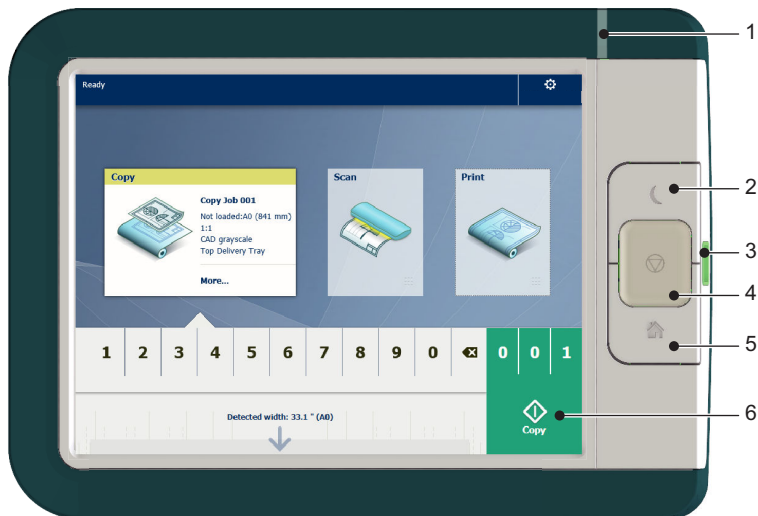 1
Ready
2
Copy
Copy Job 001
Not loaded:A0 (841 mm)
1:1
CAD grayscale
Top Delivery Tray
More...
Scan
Print
3
4
5
1 2 3 4 5 6 7 8 9 0 0 0 1
Detected width: 33.1 " (A0)
Copy
6